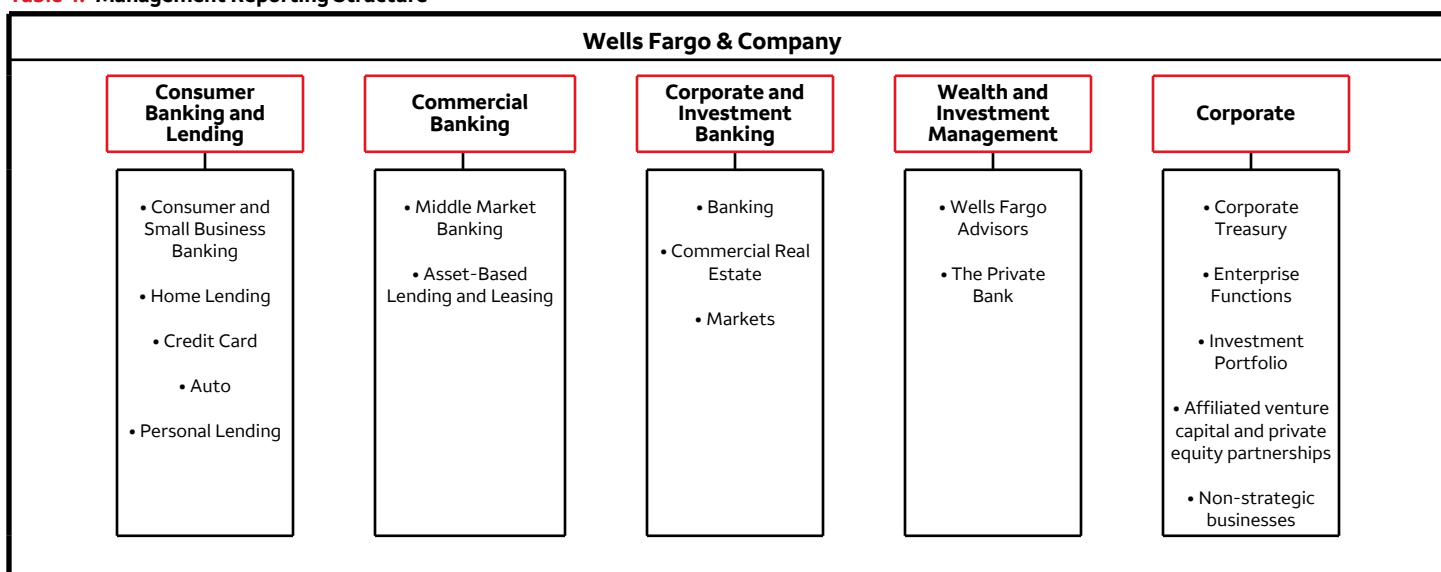 Table 4: Management Reporting Structure
Wells Fargo & Company
Consumer
Banking and
Lending
• Consumer and
Small Business
Banking
• Home Lending
• Credit Card
• Auto
• Personal Lending
Commercial
Banking
• Middle Market
Banking
• Asset-Based
Lending and Leasing
Corporate and
Investment
Banking
• Banking
• Commercial Real
Estate
• Markets
Wealth and
Investment
Management
• Wells Fargo
Advisors
• The Private
Bank
Corporate
• Corporate
Treasury
• Enterprise
Functions
• Investment
Portfolio
• Affiliated venture
capital and private
equity partnerships
• Non-strategic
businesses